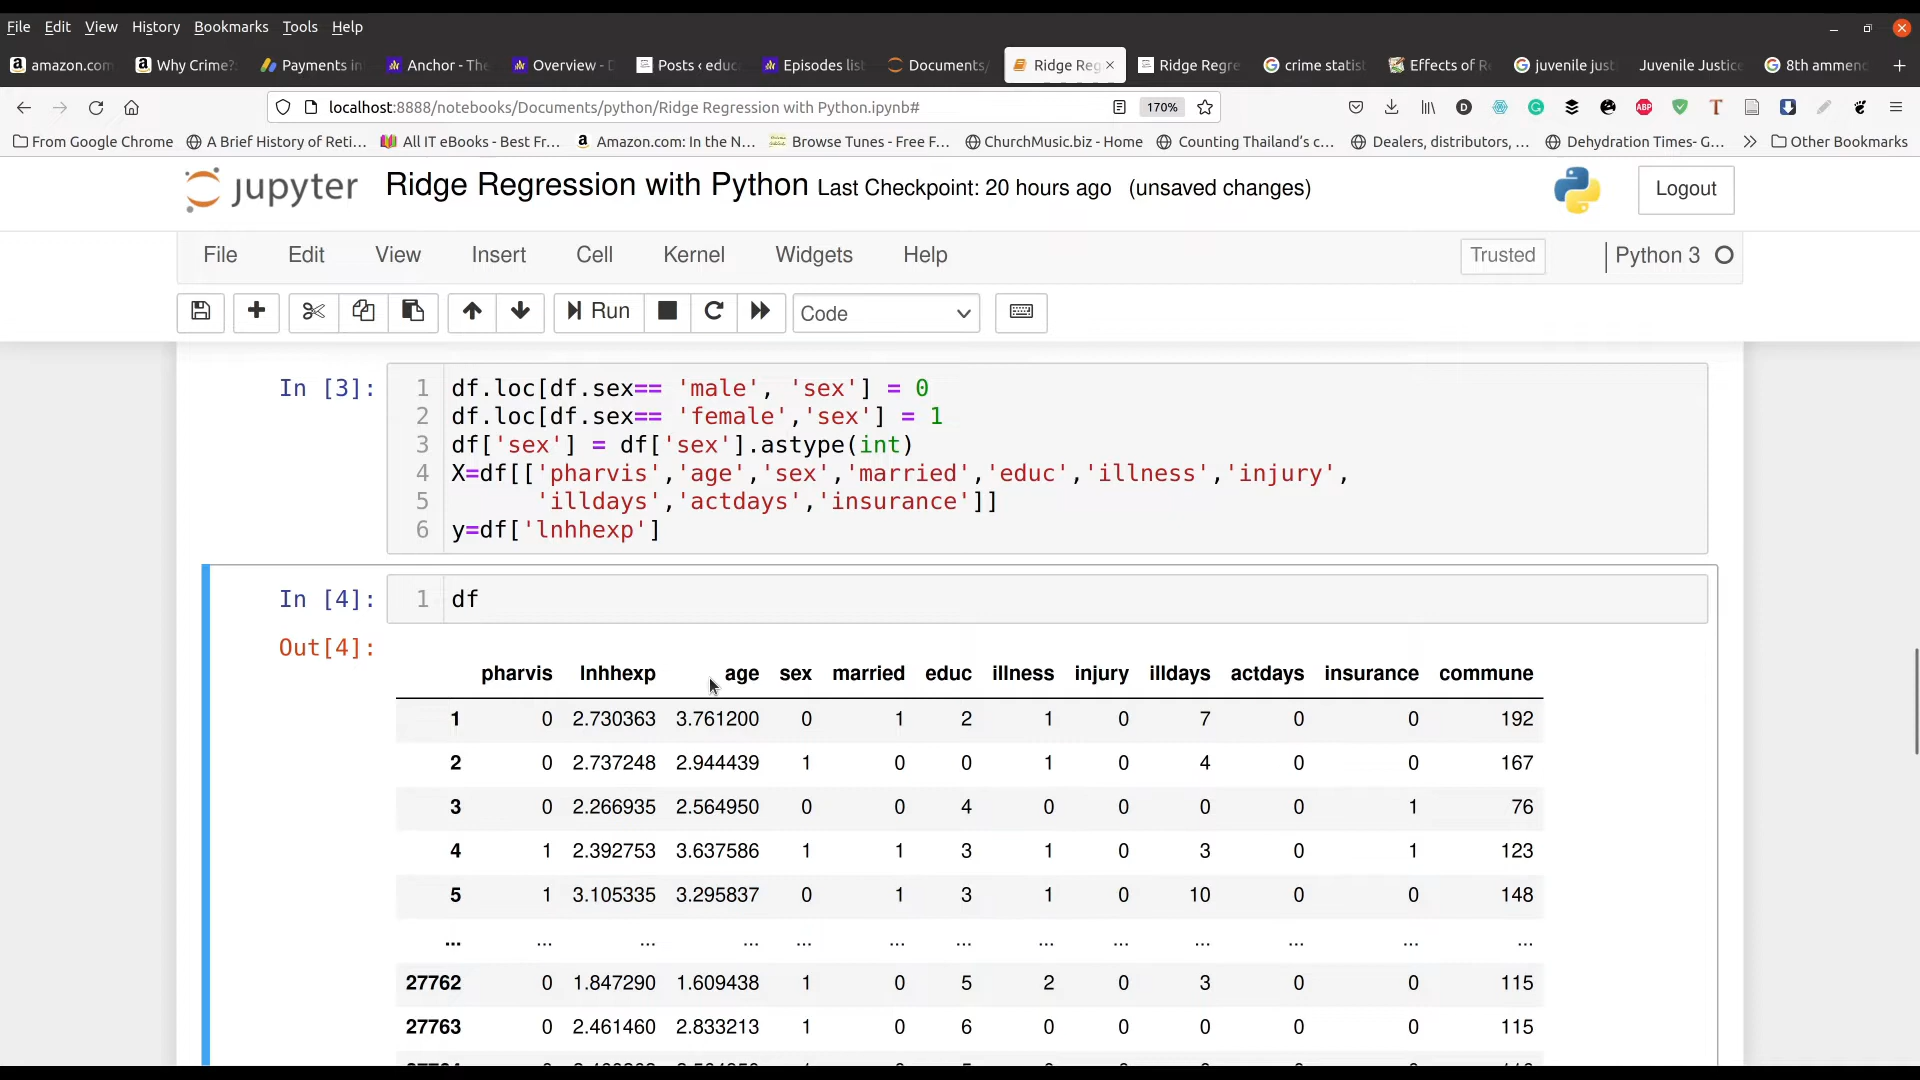 File Edit View History Bookmarks Tools Help
amazon.com Why Crime? Payments in Anchor - The Overview - Posts ‹ educ Episodes lis Documents/ Ridge Reg Ridge Regre crime statist Effects of R juvenile just Juvenile Justice 8th ammend
localhost:8888/notebooks/Documents/python/Ridge Regression with Python.ipynb# 170%
From Google Chrome A Brief History of Reti... All IT eBooks - Best Fr... Amazon.com: In the N... Browse Tunes - Free F... ChurchMusic.biz - Home Counting Thailand's c... Dealers, distributors, ... Dehydration Times- G... Other Bookmarks
jupyter Ridge Regression with Python Last Checkpoint: 20 hours ago (unsaved changes) Logout
File Edit View Insert Cell Kernel Widgets Help Trusted Python 3
Run Code
In [3]: 1 df.loc[df.sex== 'male', 'sex'] = 0
2 df.loc[df.sex== 'female','sex'] = 1
3 df['sex'] = df['sex'].astype(int)
4 X=df[['pharvis','age','sex','married','educ','illness','injury',
5 'illdays','actdays','insurance']]
6 y=df['lnhhexp']
In [4]: 1 df
Out[4]:
pharvis lnhhexp age sex married educ illness injury illdays actdays insurance commune
1 0 2.730363 3.761200 0 1 2 1 0 7 0 0 192
2 0 2.737248 2.944439 1 0 0 1 0 4 0 0 167
3 0 2.266935 2.564950 0 0 4 0 0 0 0 1 76
4 1 2.392753 3.637586 1 1 3 1 0 3 0 1 123
5 1 3.105335 3.295837 0 1 3 1 0 10 0 0 148
... ... ... ... ... ... ... ... ... ... ... ... ...
27762 0 1.847290 1.609438 1 0 5 2 0 3 0 0 115
27763 0 2.461460 2.833213 1 0 6 0 0 0 0 0 115